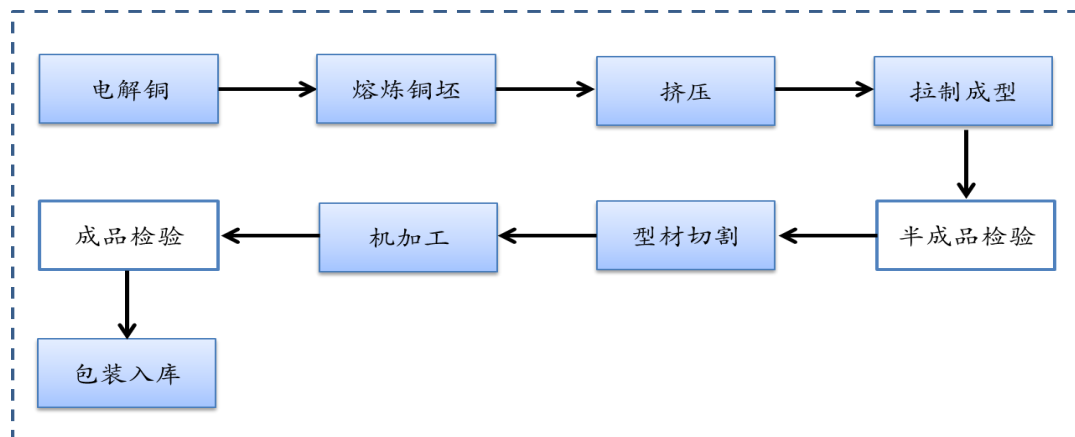 电解铜
熔炼铜坯
挤压
拉制成型
半成品检验
型材切割
机加工
成品检验
包装入库